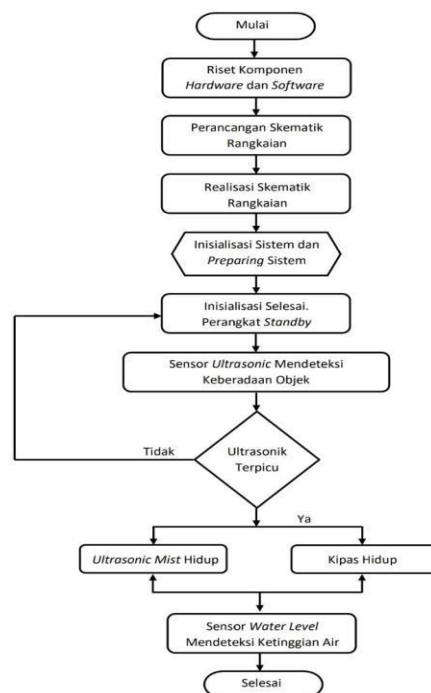 Mulai
Riset Komponen
Hardware dan Software
Perancangan Skematik
Rangkaian
Realisasi Skematik
Rangkaian
Inisialisasi Sistem dan
Preparing Sistem
Inisialisasi Selesai.
Perangkat Standby
Sensor Ultrasonic Mendeteksi
Keberadaan Objek
Tidak
Ultrasonik
Terpicu
Ya
Ultrasonic Mist Hidup
Kipas Hidup
Sensor Water Level
Mendeteksi Ketinggian Air
Selesai